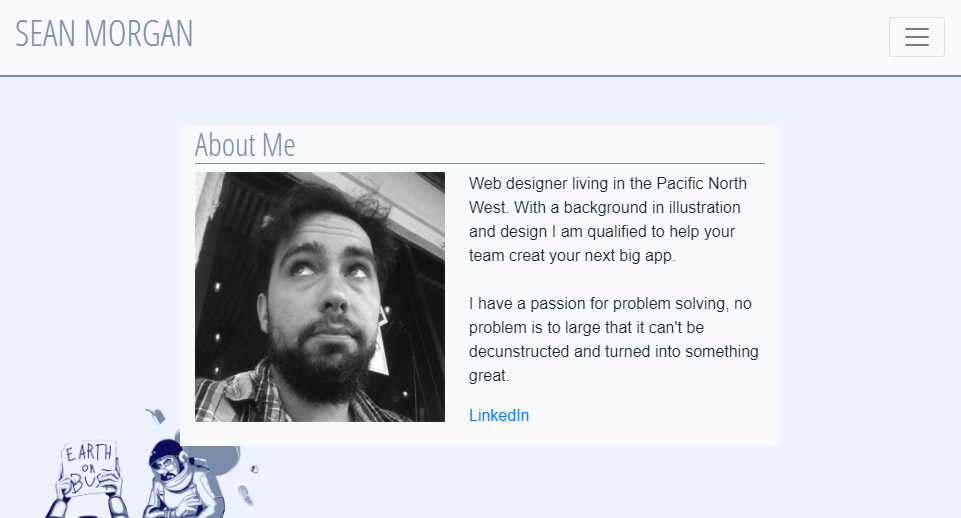 SEAN MORGAN
About Me
Web designer living in the Pacific North
West. With a background in illustration
and design I am qualified to help your
team creat your next big app.
I have a passion for problem solving, no
problem is to large that it can't be
decunstructed and turned into something
great.
LinkedIn
EARTH
OR
BUS